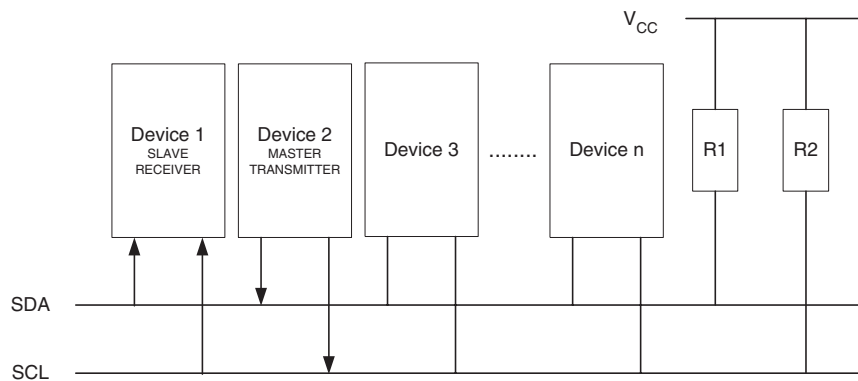 VCC
Device 1
SLAVE
RECEIVER
Device 2
MASTER
TRANSMITTER
Device 3
........
Device n
R1
R2
SDA
SCL